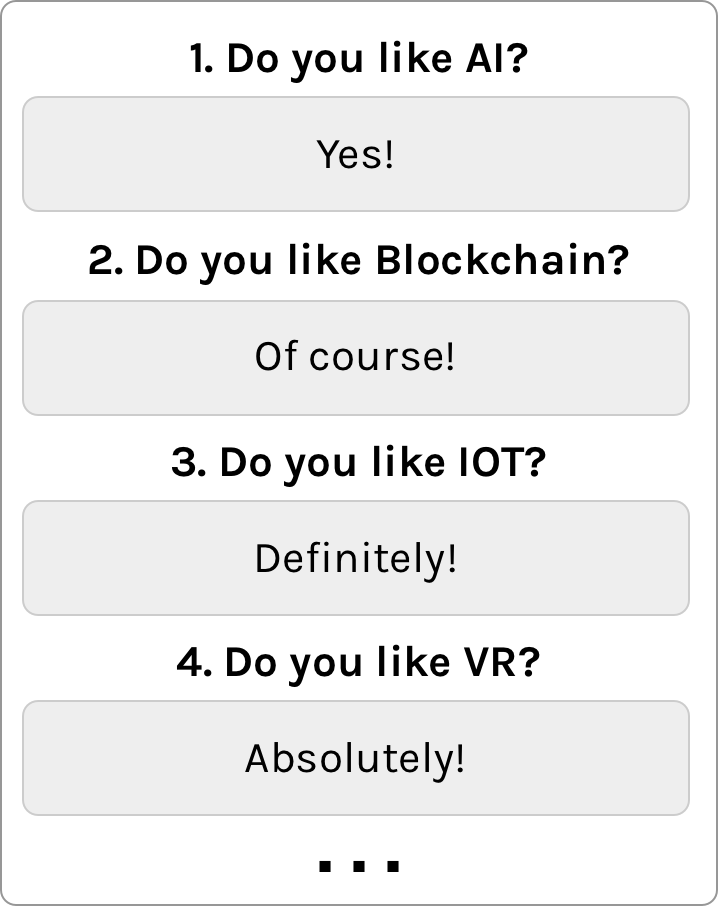 1. Do you like AI?
Yes!
2. Do you like Blockchain?
Of course!
3. Do you like IOT?
Definitely!
4. Do you like VR?
Absolutely!
...